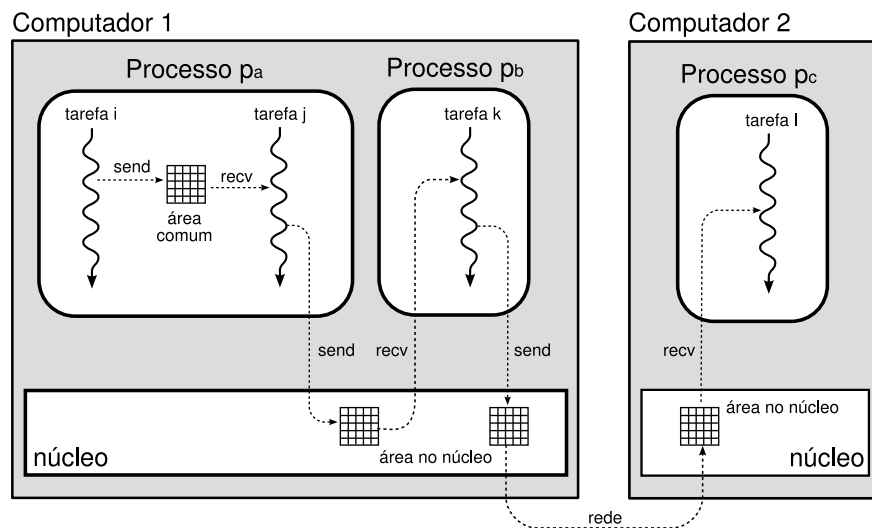 Computador 1
Computador 2
Processo pa
Processo pb
Processo pc
tarefa i
tarefa j
tarefa k
tarefa l
send
recv
área
comum
send
recv
send
recv
área no núcleo
área no núcleo
núcleo
núcleo
rede